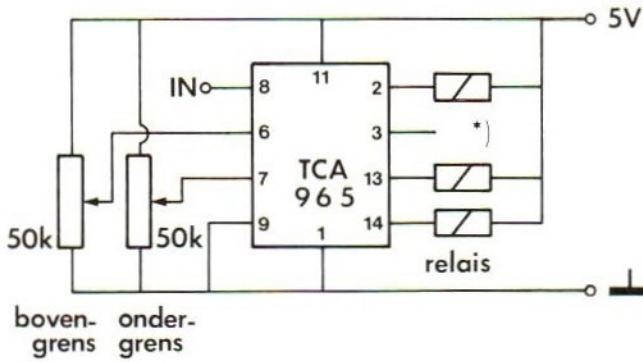 5V
11
IN 8 2
6 3 *)
TCA
7 965 13
50k 50k 9 14
1
relais
boven- onder-
grens grens